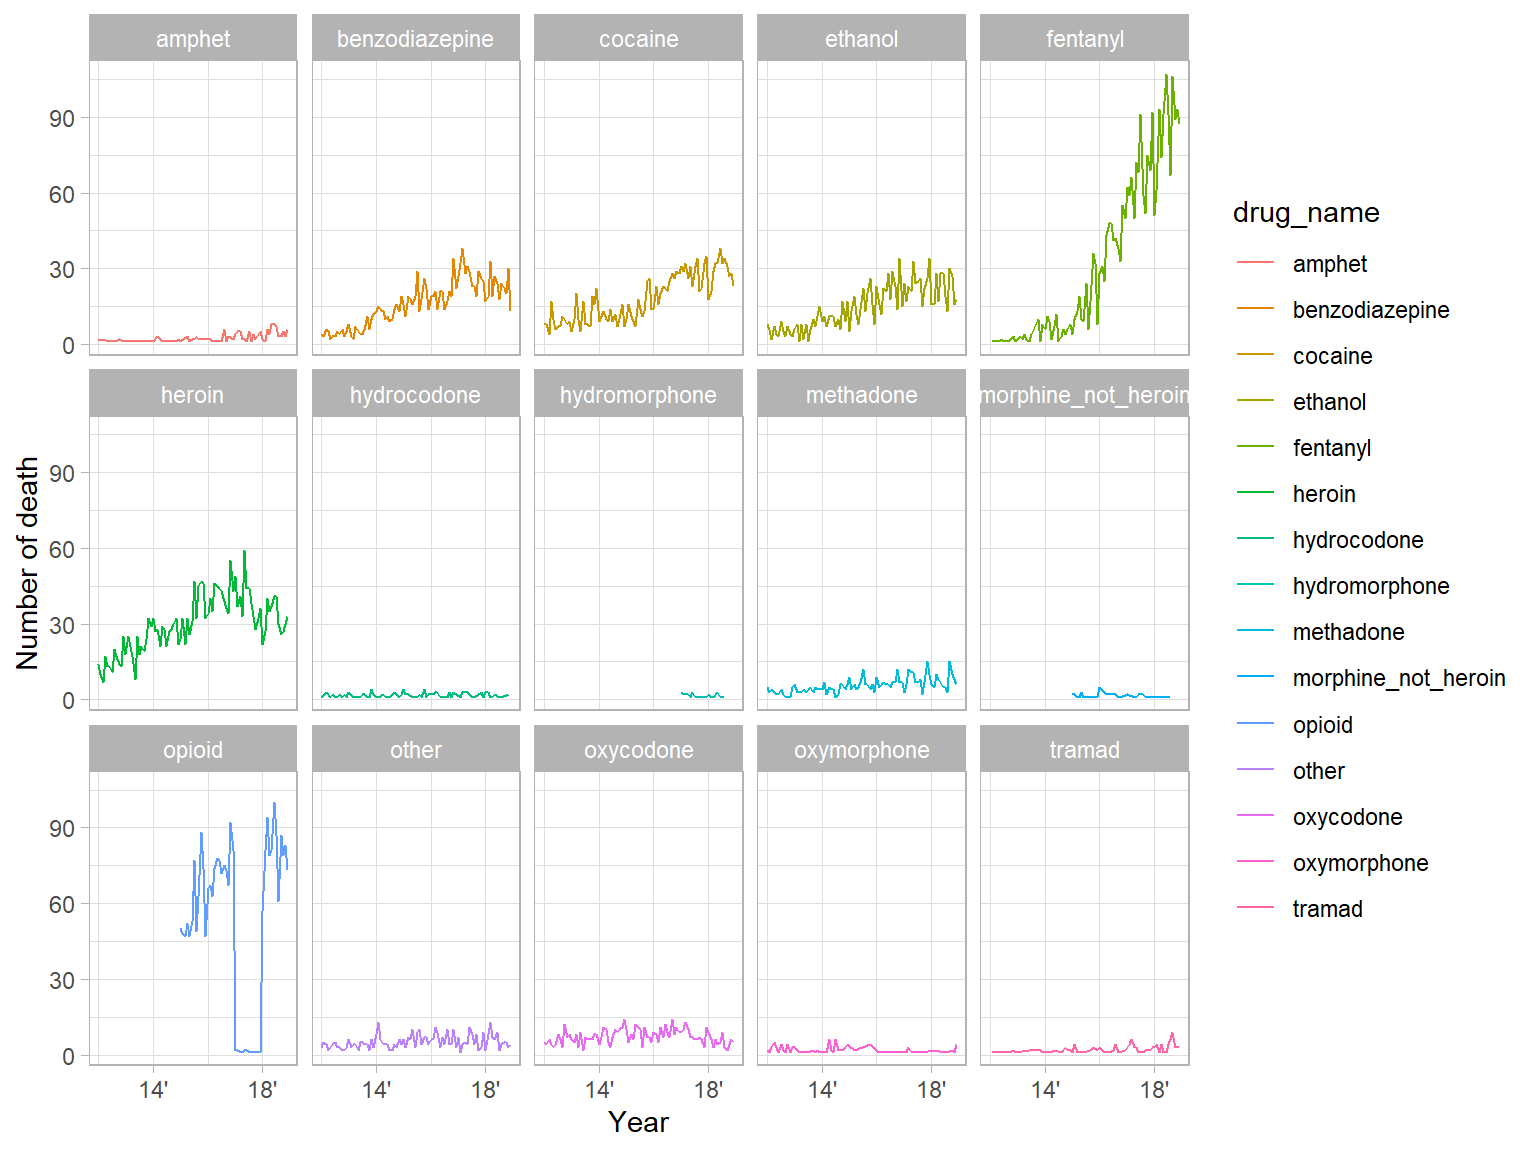 amphet benzodiazepine cocaine ethanol fentanyl
90
60
30
0
heroin hydrocodone hydromorphone methadone morphine_not_heroin
90
60
30
0
opioid other oxycodone oxymorphone tramad
90
60
30
0
14' 18' 14' 18' 14' 18' 14' 18' 14' 18'
Year
Number of death
drug_name
amphet
benzodiazepine
cocaine
ethanol
fentanyl
heroin
hydrocodone
hydromorphone
methadone
morphine_not_heroin
opioid
other
oxycodone
oxymorphone
tramad